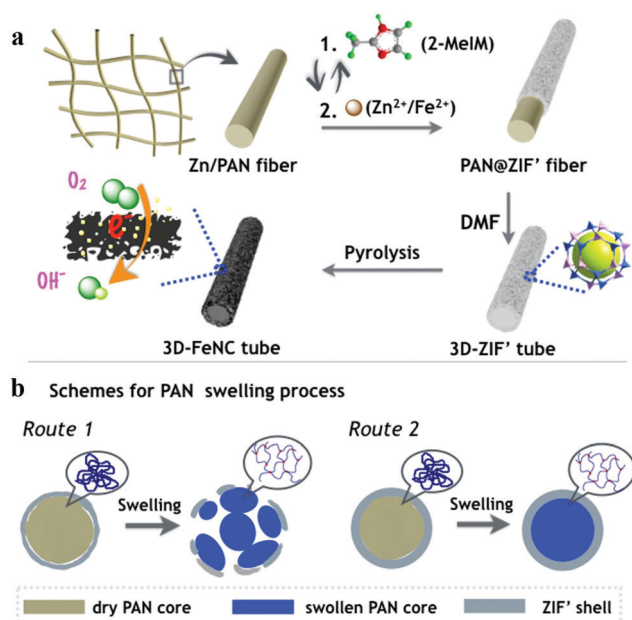 a
1. (2-MeIM)
2. (Zn²⁺/Fe²⁺)
Zn/PAN fiber
PAN@ZIF' fiber
O₂
e⁻
OH⁻
DMF
Pyrolysis
3D-FeNC tube
3D-ZIF' tube
b Schemes for PAN swelling process
Route 1
Route 2
Swelling
Swelling
dry PAN core
swollen PAN core
ZIF' shell